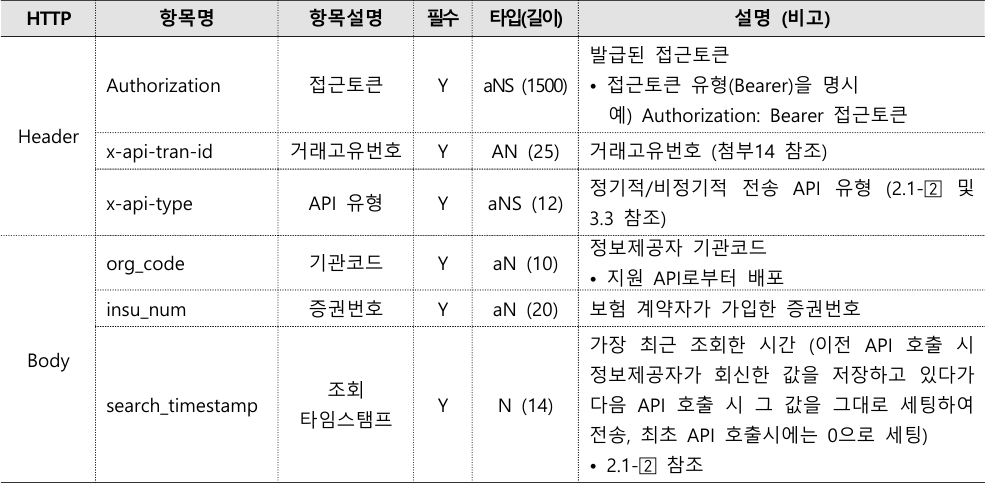 HTTP 항목명 항목설명 필수 타입(길이) 설명 (비고)
Header
Authorization 접근토큰 Y aNS (1500) 발급된 접근토큰
• 접근토큰 유형(Bearer)을 명시
예) Authorization: Bearer 접근토큰
x-api-tran-id 거래고유번호 Y AN (25) 거래고유번호 (첨부14 참조)
x-api-type API 유형 Y aNS (12) 정기적/비정기적 전송 API 유형 (2.1-② 및
3.3 참조)
Body
org_code 기관코드 Y aN (10) 정보제공자 기관코드
• 지원 API로부터 배포
insu_num 증권번호 Y aN (20) 보험 계약자가 가입한 증권번호
search_timestamp 조회
타임스탬프 Y N (14) 가장 최근 조회한 시간 (이전 API 호출 시
정보제공자가 회신한 값을 저장하고 있다가
다음 API 호출 시 그 값을 그대로 세팅하여
전송, 최초 API 호출시에는 0으로 세팅)
• 2.1-② 참조